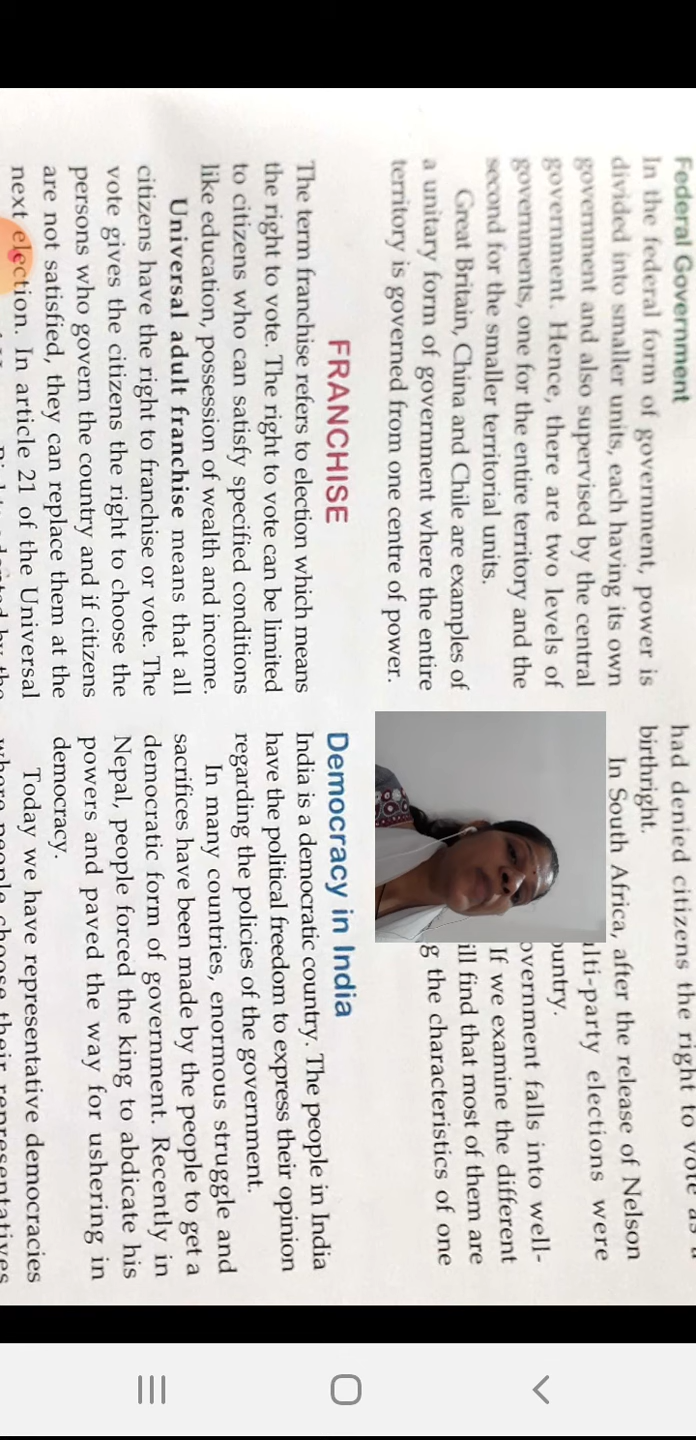 Federal Government
In the federal form of government, power is
divided into smaller units, each having its own
government and also supervised by the central
government. Hence, there are two levels of
governments, one for the entire territory and the
second for the smaller territorial units.
Great Britain, China and Chile are examples of
a unitary form of government where the entire
territory is governed from one centre of power.
FRANCHISE
The term franchise refers to election which means
the right to vote. The right to vote can be limited
to citizens who can satisfy specified conditions
like education, possession of wealth and income.
Universal adult franchise means that all
citizens have the right to franchise or vote. The
vote gives the citizens the right to choose the
persons who govern the country and if citizens
are not satisfied, they can replace them at the
next election. In article 21 of the Universal
had denied citizens the right to vote as a
birthright.
In South Africa, after the release of Nelson
lti-party elections were
ountry.
overnment falls into well-
If we examine the different
ill find that most of them are
g the characteristics of one
Democracy in India
India is a democratic country. The people in India
have the political freedom to express their opinion
regarding the policies of the government.
In many countries, enormous struggle and
sacrifices have been made by the people to get a
democratic form of government. Recently in
Nepal, people forced the king to abdicate his
powers and paved the way for ushering in
democracy.
Today we have representative democracies
where people choose their representatives